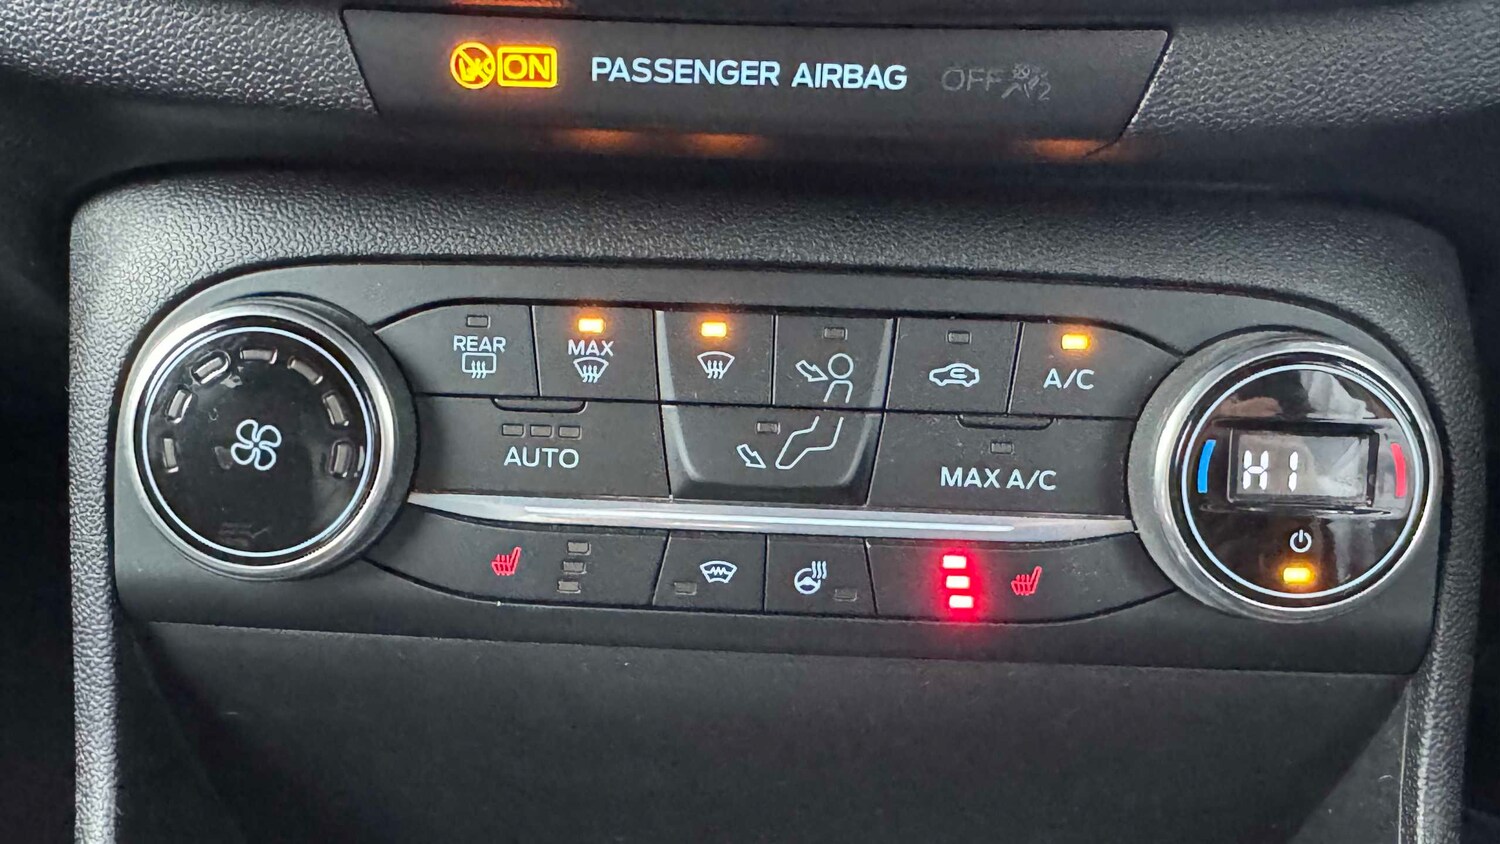 ON PASSENGER AIRBAG OFF
REAR
MAX
A/C
AUTO
MAX A/C
HI